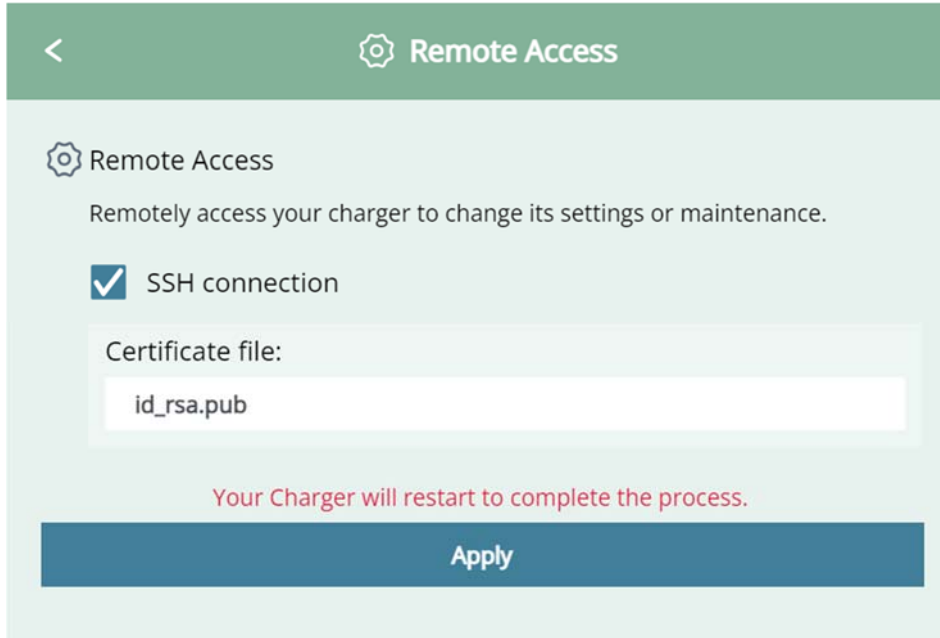 Remote Access
Remote Access
Remotely access your charger to change its settings or maintenance.
SSH connection
Certificate file:
id_rsa.pub
Your Charger will restart to complete the process.
Apply